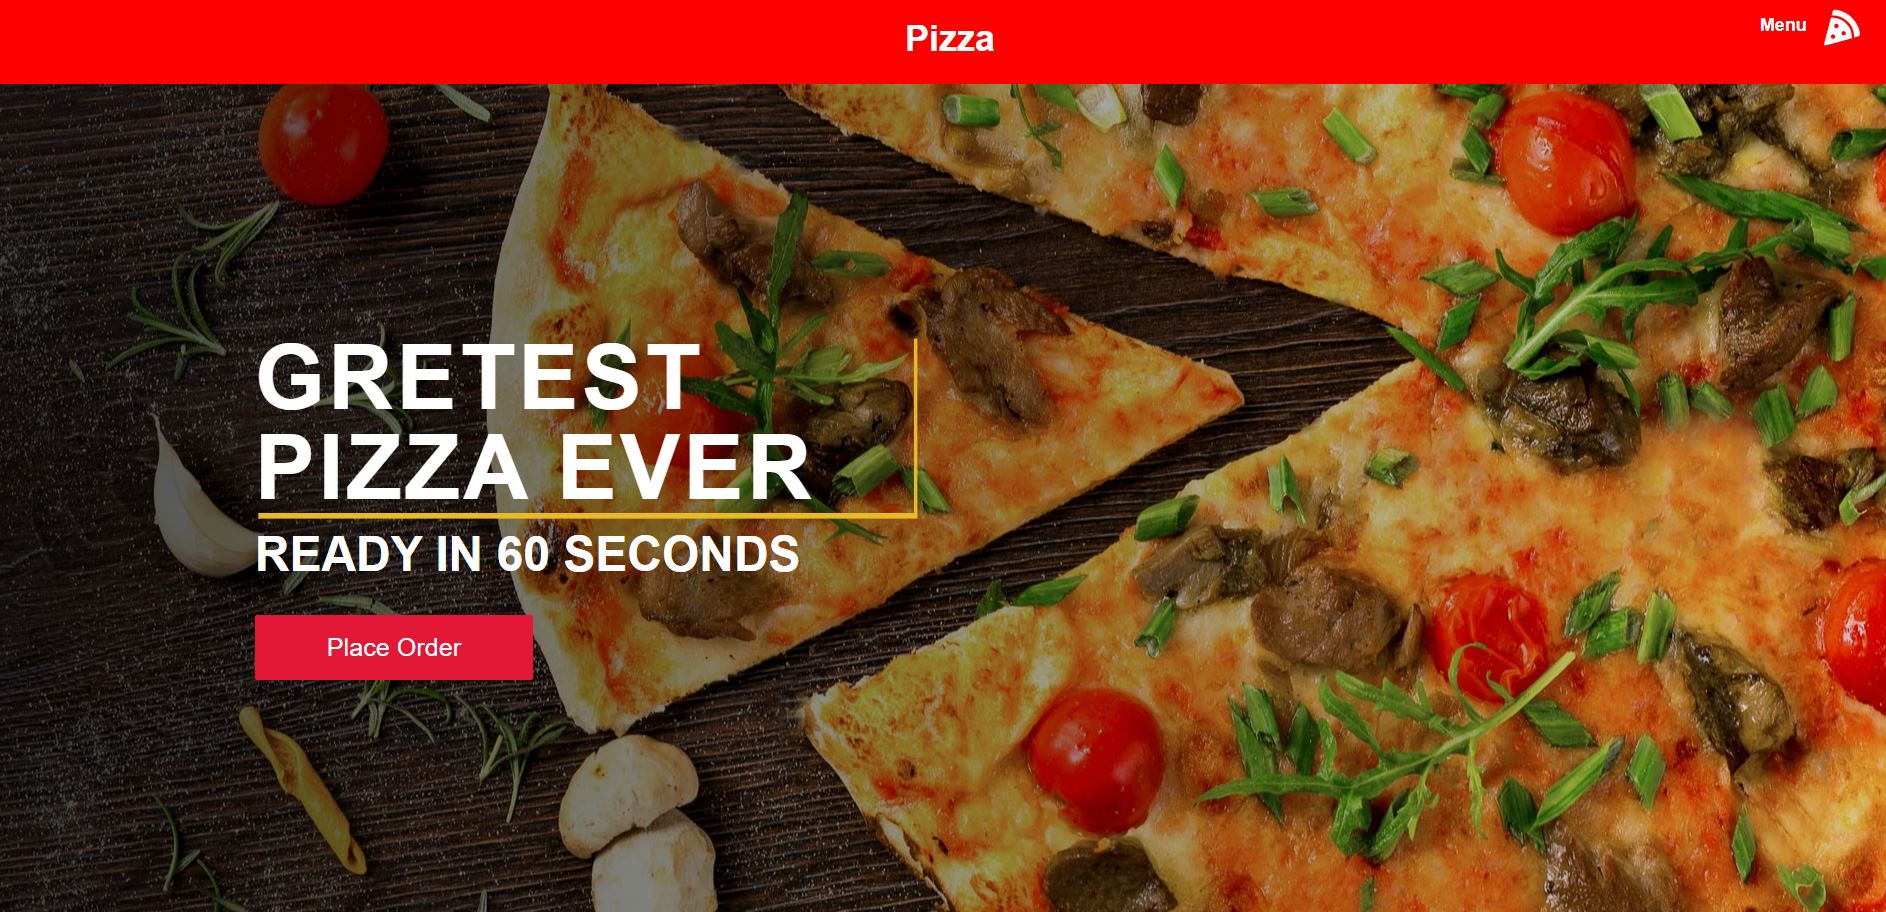 Pizza
Menu
GRETEST
PIZZA EVER
READY IN 60 SECONDS
Place Order